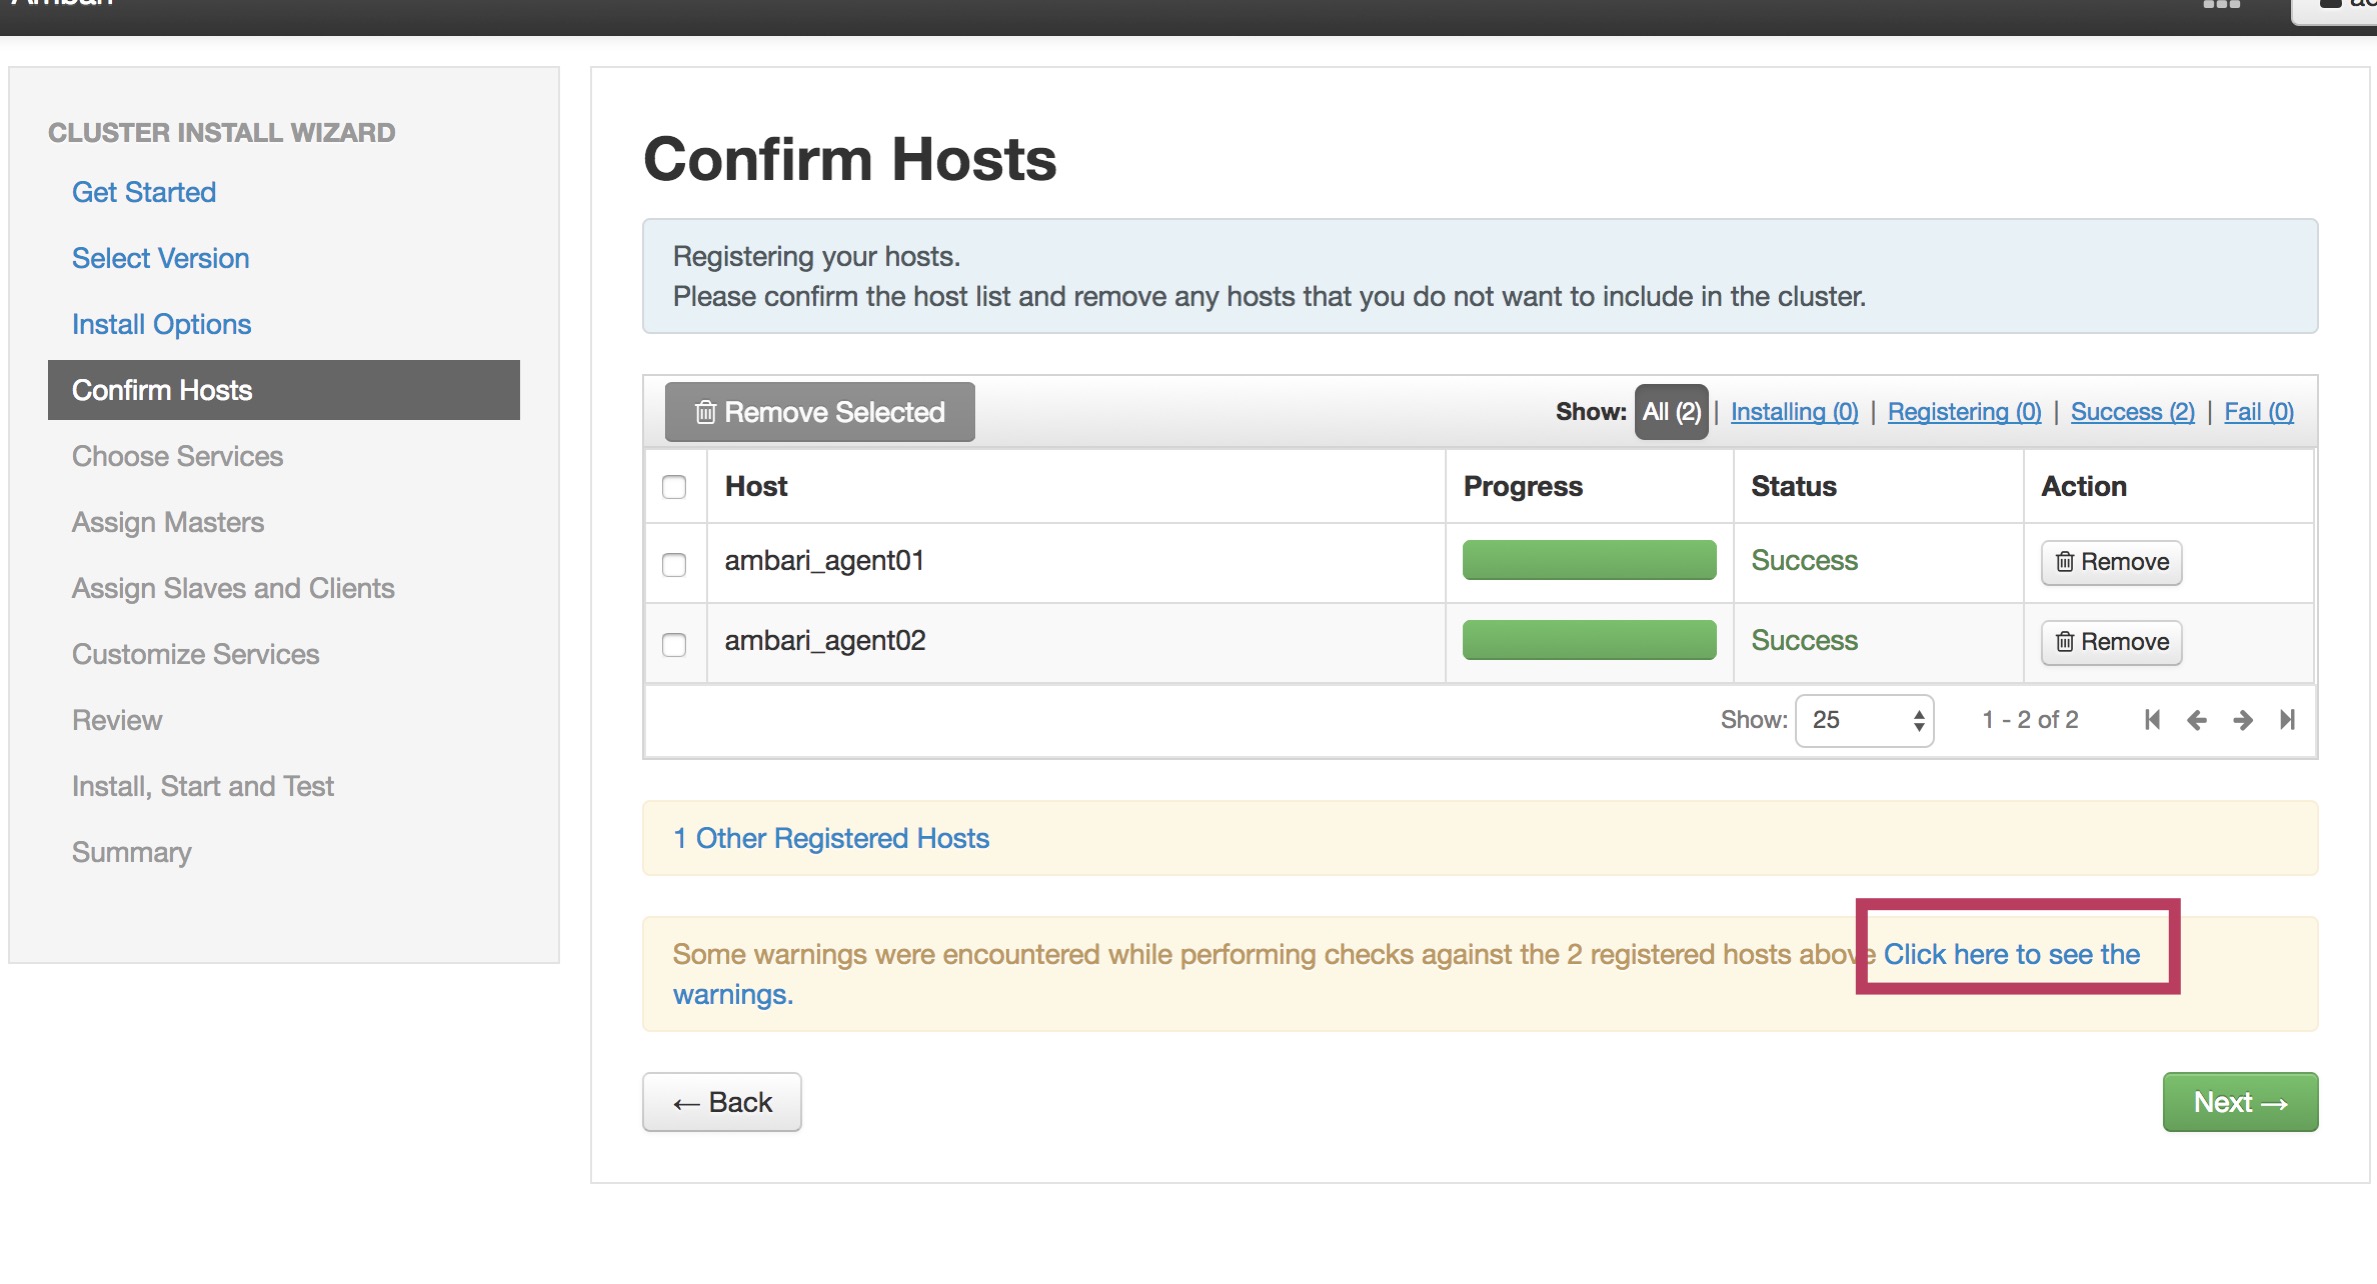 Ambari
CLUSTER INSTALL WIZARD
Get Started
Select Version
Install Options
Confirm Hosts
Choose Services
Assign Masters
Assign Slaves and Clients
Customize Services
Review
Install, Start and Test
Summary
Confirm Hosts
Registering your hosts.
Please confirm the host list and remove any hosts that you do not want to include in the cluster.
Remove Selected
Show: All (2) | Installing (0) | Registering (0) | Success (2) | Fail (0)
Host Progress Status Action
ambari_agent01 Success Remove
ambari_agent02 Success Remove
Show: 25 1 - 2 of 2
1 Other Registered Hosts
Some warnings were encountered while performing checks against the 2 registered hosts above Click here to see the
warnings.
← Back
Next →